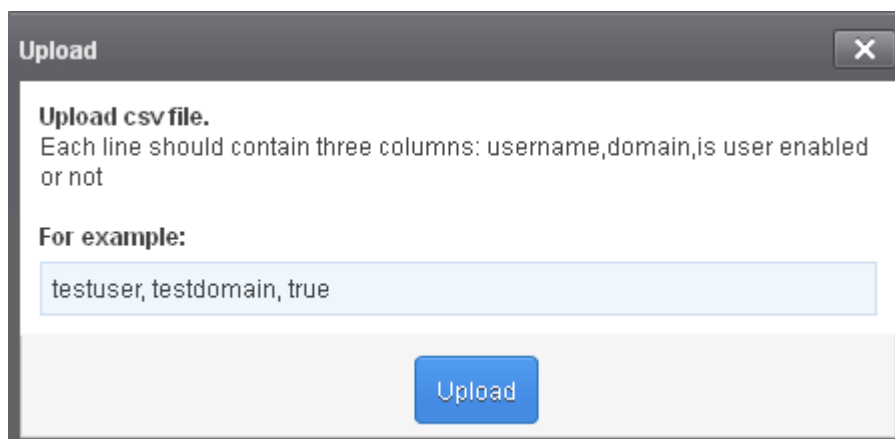 Upload
Upload csv file.
Each line should contain three columns: username,domain,is user enabled
or not
For example:
testuser, testdomain, true
Upload